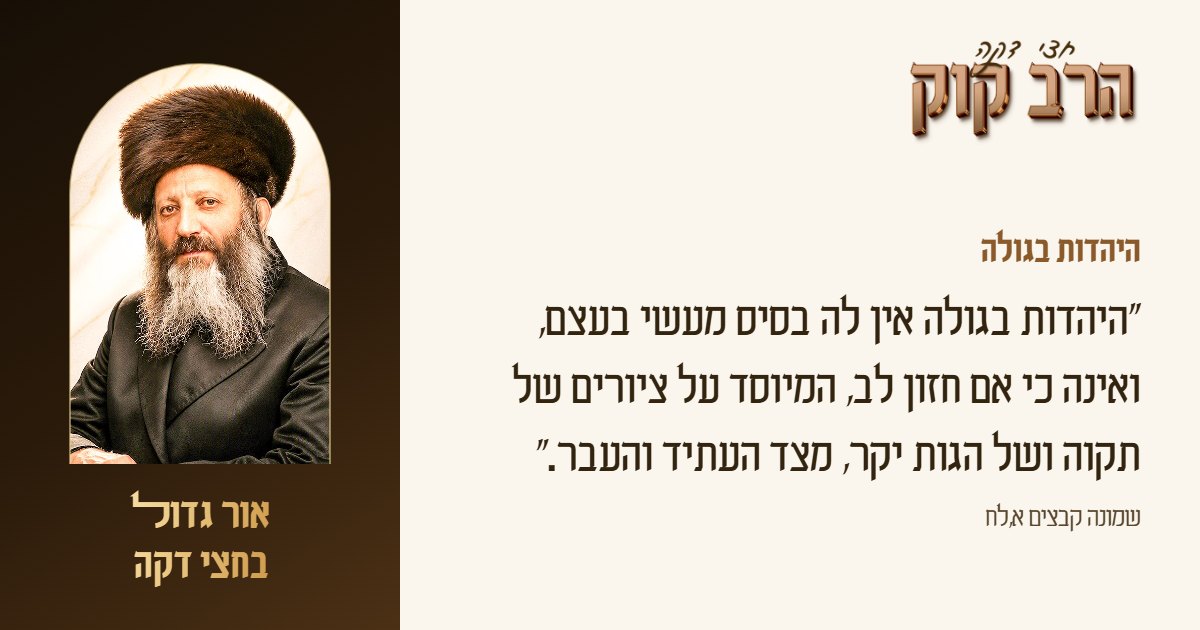 חצי דקה
הרב קוק
היהדות בגולה
"היהדות בגולה אין לה בסיס מעשי בעצם,
ואינה כי אם חזון לב, המיוסד על ציורים של
תקוה ושל הגות יקר, מצד העתיד והעבר."
שמונה קבצים א,לח
אור גדול
בחצי דקה